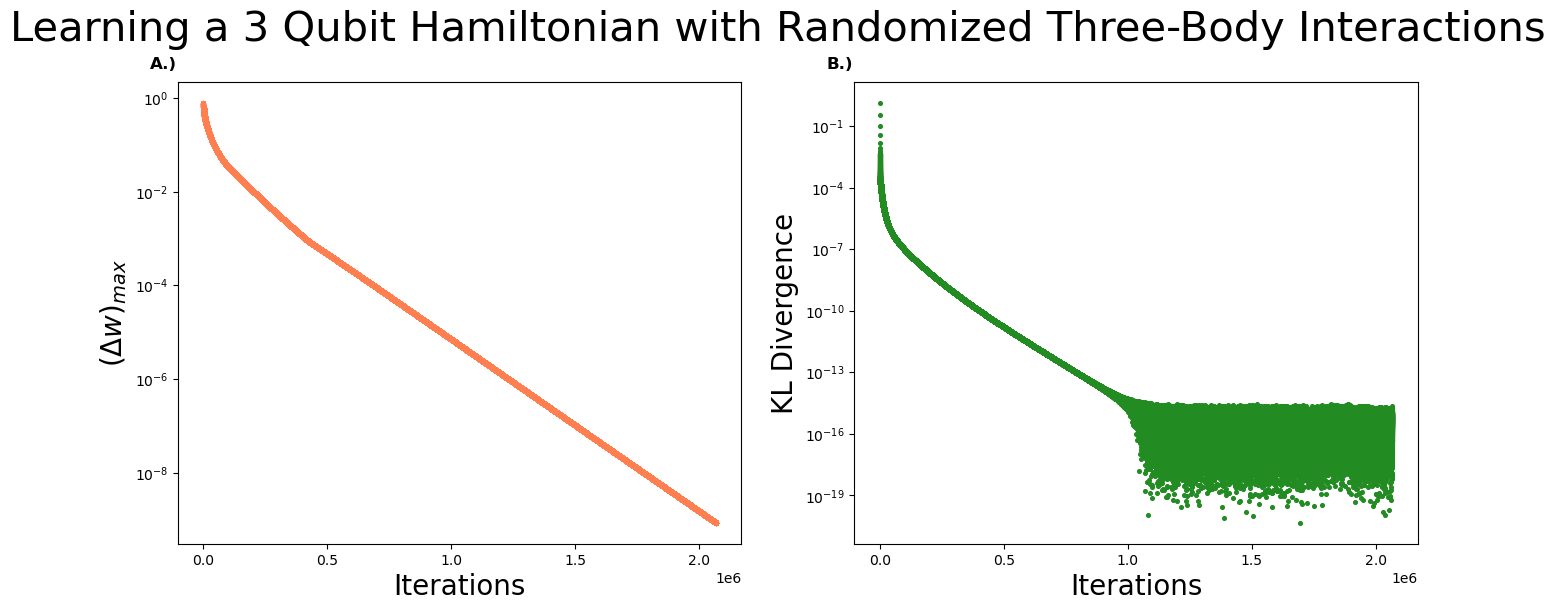 Learning a 3 Qubit Hamiltonian with Randomized Three-Body Interactions
A.)
10⁰
10⁻²
10⁻⁴
10⁻⁶
10⁻⁸
(Δw)ₘₐₓ
0.0 0.5 1.0 1.5 2.0
1e6
Iterations
B.)
10⁻¹
10⁻⁴
10⁻⁷
10⁻¹⁰
10⁻¹³
10⁻¹⁶
10⁻¹⁹
KL Divergence
0.0 0.5 1.0 1.5 2.0
1e6
Iterations